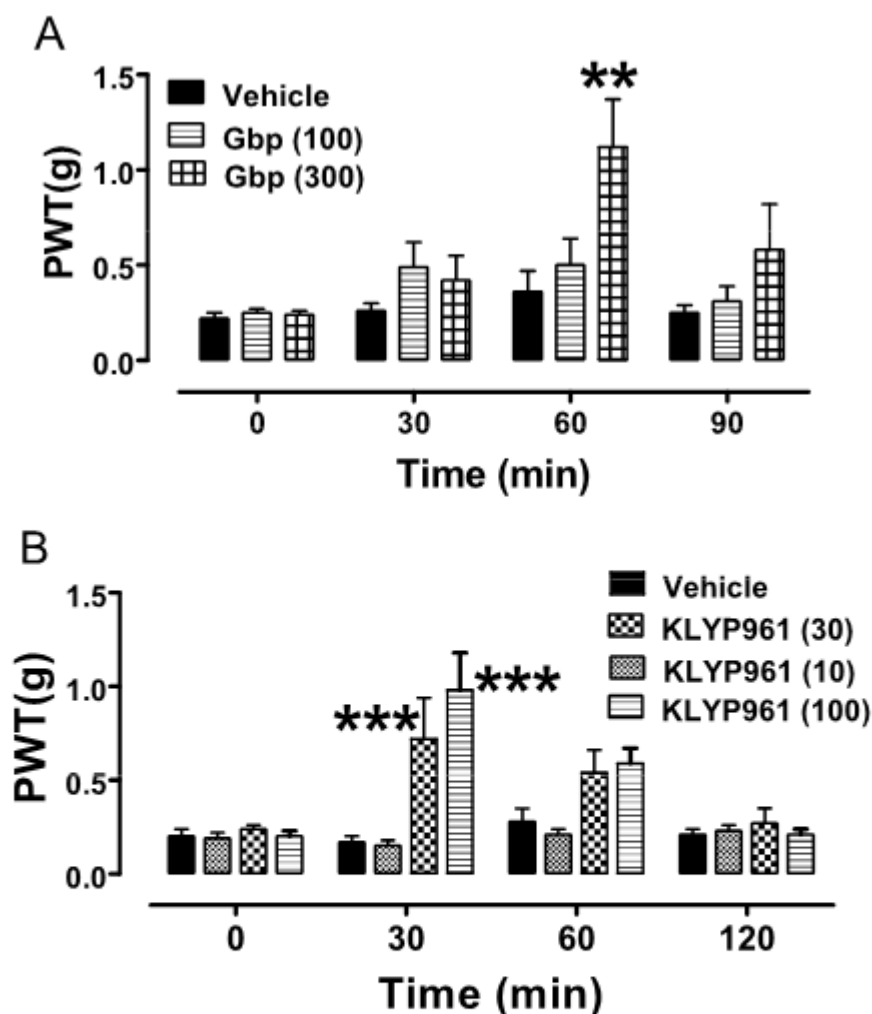 A
1.5
1.0
0.5
0.0
PWT(g)
Vehicle
Gbp (100)
Gbp (300)
**
0 30 60 90
Time (min)
B
1.5
1.0
0.5
0.0
PWT(g)
Vehicle
KLYP961 (30)
KLYP961 (10)
KLYP961 (100)
*** ***
0 30 60 120
Time (min)